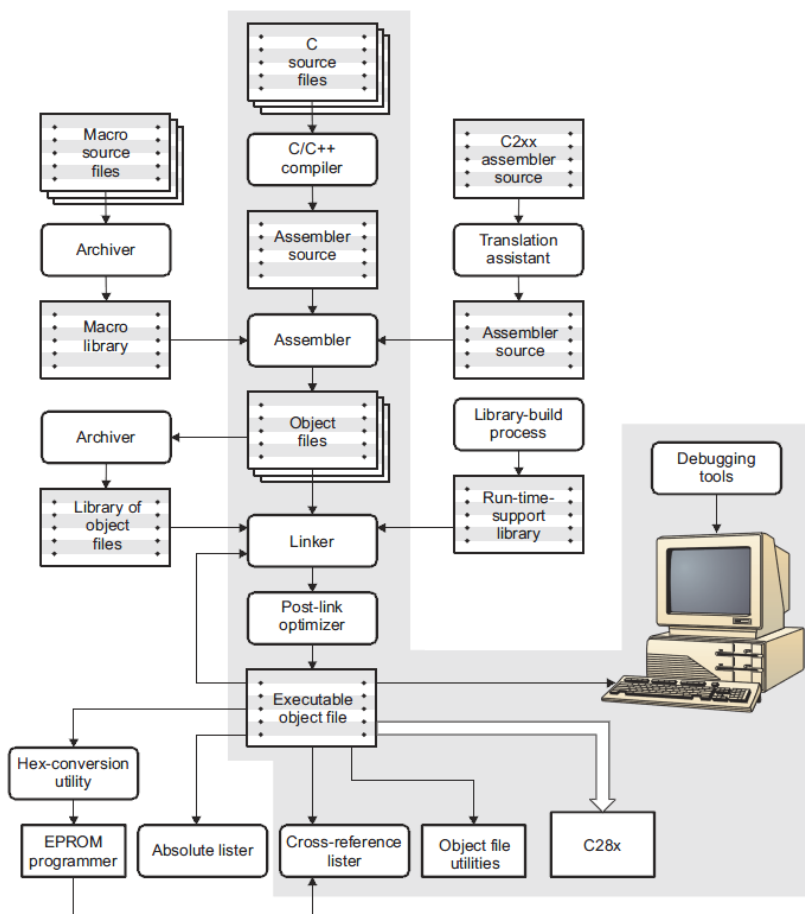 C
source
files
Macro
source
files
C/C++
compiler
C2xx
assembler
source
Archiver
Assembler
source
Translation
assistant
Macro
library
Assembler
Assembler
source
Archiver
Object
files
Library-build
process
Debugging
tools
Library of
object
files
Linker
Run-time-
support
library
Post-link
optimizer
Executable
object file
Hex-conversion
utility
EPROM
programmer
Absolute lister
Cross-reference
lister
Object file
utilities
C28x